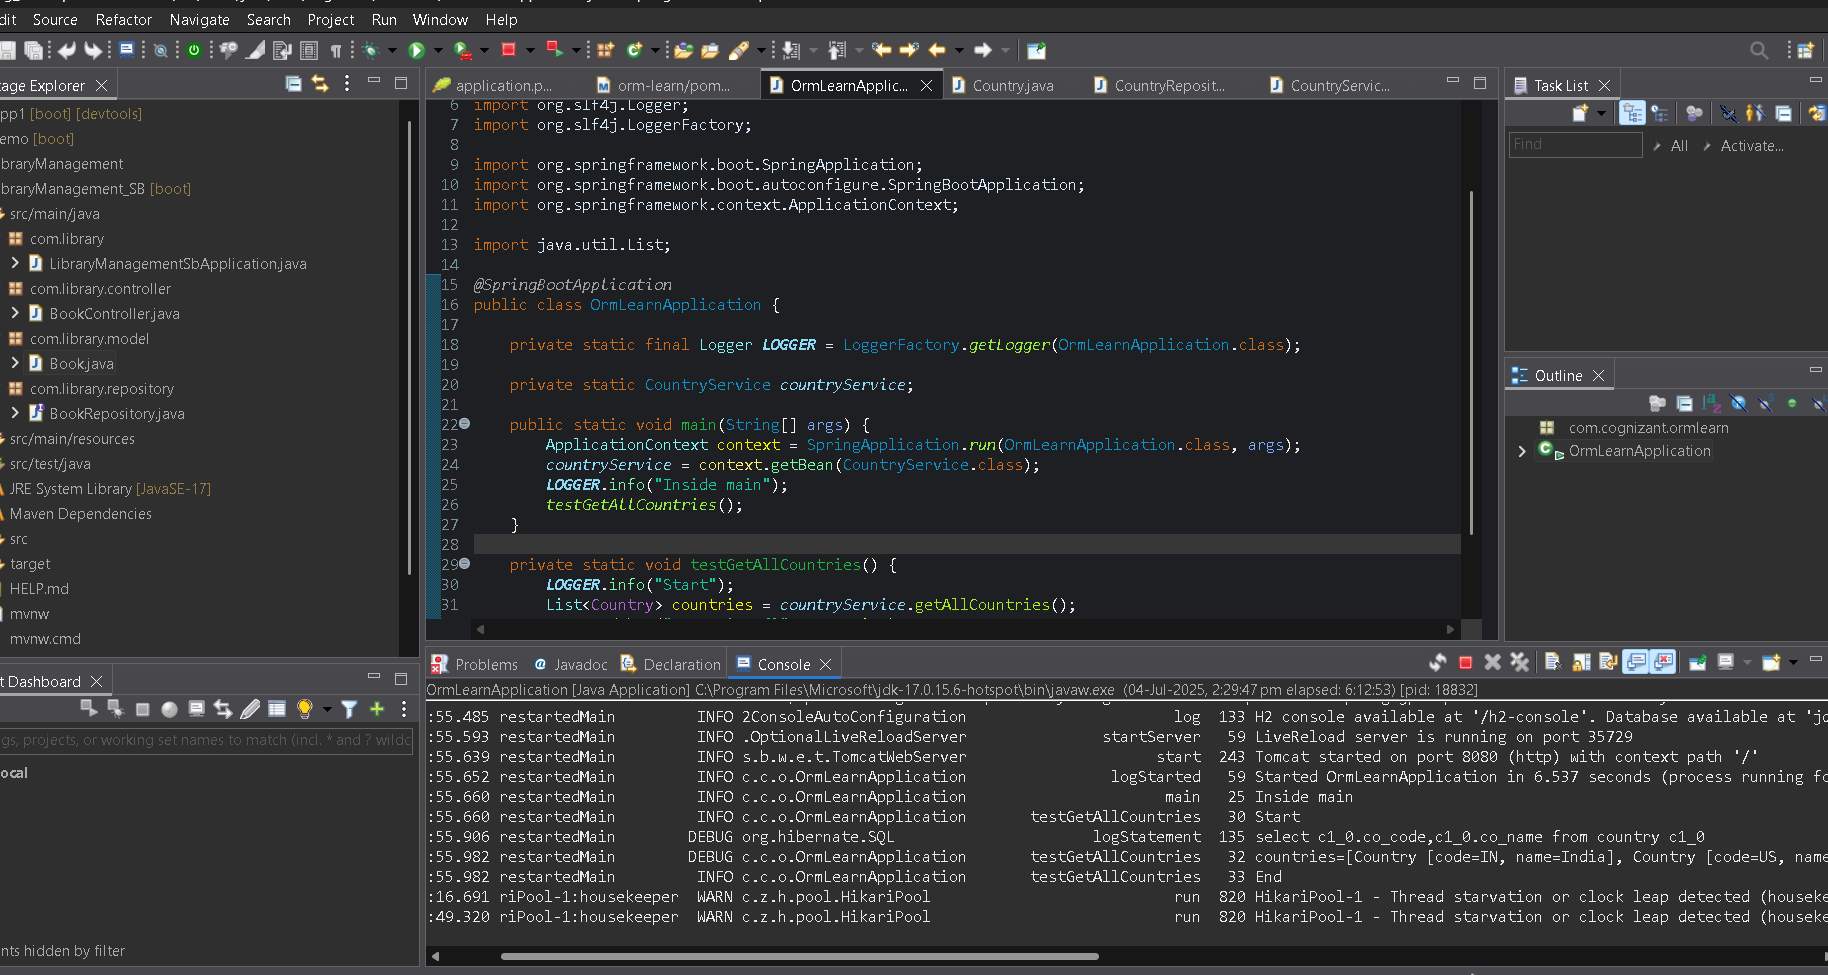 dit Source Refactor Navigate Search Project Run Window Help
age Explorer
pp1 [boot] [devtools]
emo [boot]
braryManagement
braryManagement_SB [boot]
src/main/java
com.library
LibraryManagementSbApplication.java
com.library.controller
BookController.java
com.library.model
Book.java
com.library.repository
BookRepository.java
src/main/resources
src/test/java
JRE System Library [JavaSE-17]
Maven Dependencies
src
target
HELP.md
mvnw
mvnw.cmd
t Dashboard
gs, projects, or working set names to match (incl. * and ? wildc
ocal
nts hidden by filter
application.p... orm-learn/pom... OrmLearnApplic... Country.java CountryReposit... CountryServic...
6 import org.slf4j.Logger;
7 import org.slf4j.LoggerFactory;
8
9 import org.springframework.boot.SpringApplication;
10 import org.springframework.boot.autoconfigure.SpringBootApplication;
11 import org.springframework.context.ApplicationContext;
12
13 import java.util.List;
14
15 @SpringBootApplication
16 public class OrmLearnApplication {
17
18 private static final Logger LOGGER = LoggerFactory.getLogger(OrmLearnApplication.class);
19
20 private static CountryService countryService;
21
22 public static void main(String[] args) {
23 ApplicationContext context = SpringApplication.run(OrmLearnApplication.class, args);
24 countryService = context.getBean(CountryService.class);
25 LOGGER.info("Inside main");
26 testGetAllCountries();
27 }
28
29 private static void testGetAllCountries() {
30 LOGGER.info("Start");
31 List<Country> countries = countryService.getAllCountries();
Task List
Find All Activate...
Outline
com.cognizant.ormlearn
OrmLearnApplication
Problems Javadoc Declaration Console
OrmLearnApplication [Java Application] C:\Program Files\Microsoft\jdk-17.0.15.6-hotspot\bin\javaw.exe (04-Jul-2025, 2:29:47 pm elapsed: 6:12:53) [pid: 18832]
:55.485 restartedMain INFO 2ConsoleAutoConfiguration log 133 H2 console available at '/h2-console'. Database available at 'jd
:55.593 restartedMain INFO .OptionalLiveReloadServer startServer 59 LiveReload server is running on port 35729
:55.639 restartedMain INFO s.b.w.e.t.TomcatWebServer start 243 Tomcat started on port 8080 (http) with context path '/'
:55.652 restartedMain INFO c.c.o.OrmLearnApplication logStarted 59 Started OrmLearnApplication in 6.537 seconds (process running fo
:55.660 restartedMain INFO c.c.o.OrmLearnApplication main 25 Inside main
:55.660 restartedMain INFO c.c.o.OrmLearnApplication testGetAllCountries 30 Start
:55.906 restartedMain DEBUG org.hibernate.SQL logStatement 135 select c1_0.co_code,c1_0.co_name from country c1_0
:55.982 restartedMain DEBUG c.c.o.OrmLearnApplication testGetAllCountries 32 countries=[Country [code=IN, name=India], Country [code=US, name
:55.982 restartedMain INFO c.c.o.OrmLearnApplication testGetAllCountries 33 End
:16.691 riPool-1:housekeeper WARN c.z.h.pool.HikariPool run 820 HikariPool-1 - Thread starvation or clock leap detected (houseke
:49.320 riPool-1:housekeeper WARN c.z.h.pool.HikariPool run 820 HikariPool-1 - Thread starvation or clock leap detected (houseke